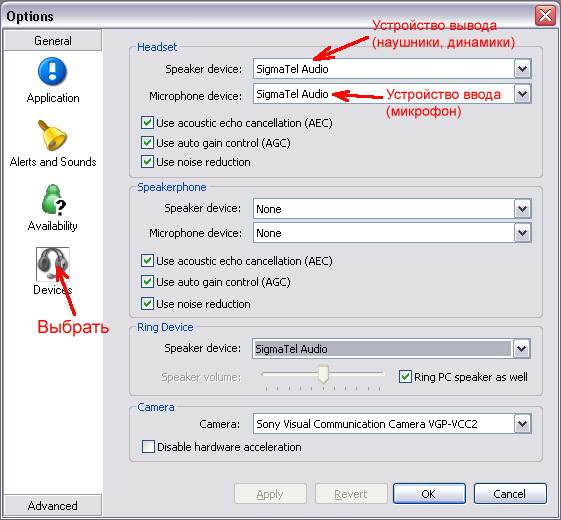 Options
General
Application
Alerts and Sounds
Availability
Devices
Выбрать
Advanced
Устройство вывода
(наушники, динамики)
Headset
Speaker device: SigmaTel Audio
Microphone device: SigmaTel Audio
Устройство ввода
(микрофон)
Use acoustic echo cancellation (AEC)
Use auto gain control (AGC)
Use noise reduction
Speakerphone
Speaker device: None
Microphone device: None
Use acoustic echo cancellation (AEC)
Use auto gain control (AGC)
Use noise reduction
Ring Device
Speaker device: SigmaTel Audio
Speaker volume:
Ring PC speaker as well
Camera
Camera: Sony Visual Communication Camera VGP-VCC2
Disable hardware acceleration
Apply Revert OK Cancel